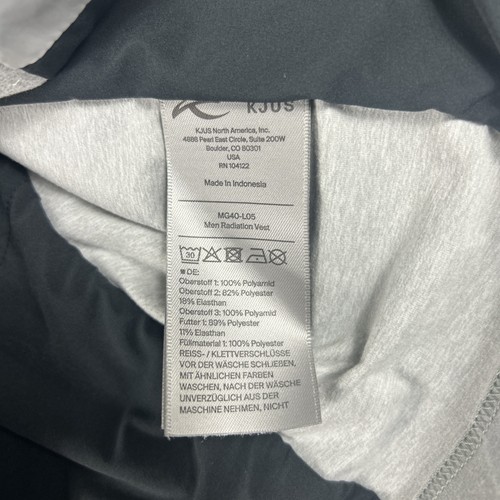 KJUS
KJUS North America, Inc.
4886 Pearl East Circle, Suite 200W
Boulder, CO 80301
USA
RN 104122
Made in Indonesia
MG40-L05
Men Radiation Vest
30
DE:
Oberstoff 1: 100% Polyamid
Oberstoff 2: 82% Polyester
18% Elasthan
Oberstoff 3: 100% Polyamid
Futter 1: 89% Polyester
11% Elasthan
Füllmaterial 1: 100% Polyester
REISS- / KLETTVERSCHLÜSSE
VOR DER WÄSCHE SCHLIEßEN,
MIT ÄHNLICHEN FARBEN
WASCHEN, NACH DER WÄSCHE
UNVERZÜGLICH AUS DER
MASCHINE NEHMEN, NICHT